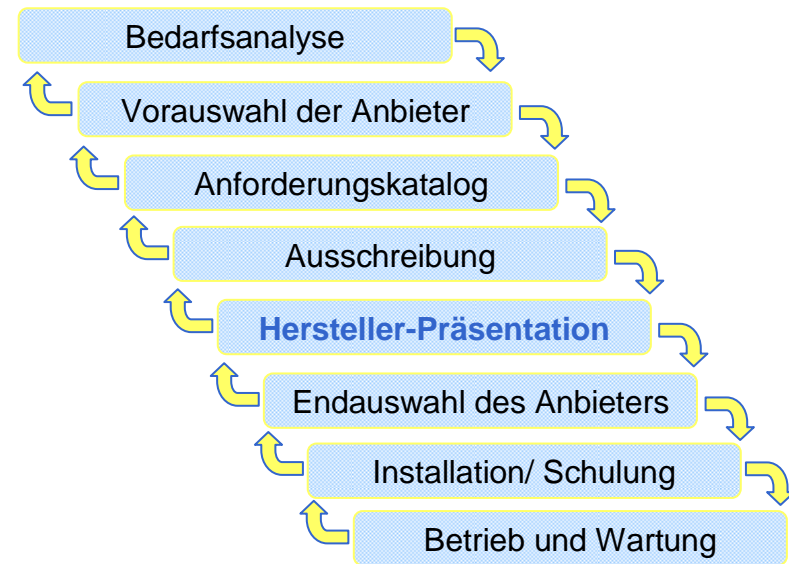 Bedarfsanalyse
Vorauswahl der Anbieter
Anforderungskatalog
Ausschreibung
Hersteller-Präsentation
Endauswahl des Anbieters
Installation/ Schulung
Betrieb und Wartung